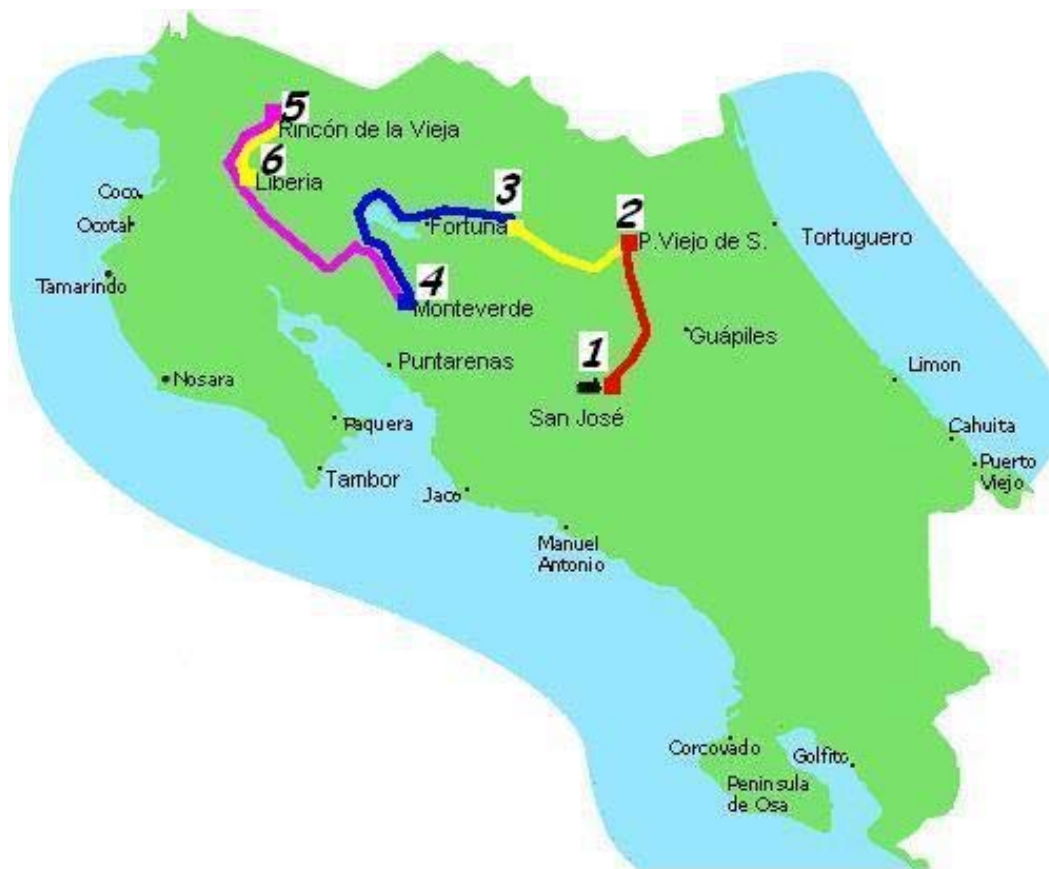 5
Rincón de la Vieja
6
Liberia
3
2
Coco
Fortuna
P.Viejo de S.
Ocotal
Tortuguero
Tamarindo
4
Monteverde
Guápiles
1
Puntarenas
Limon
Nosara
San José
Paquera
Cahuita
Tambor
Puerto
Viejo
Jaco
Manuel
Antonio
Corcovado
Golfito
Peninsula
de Osa